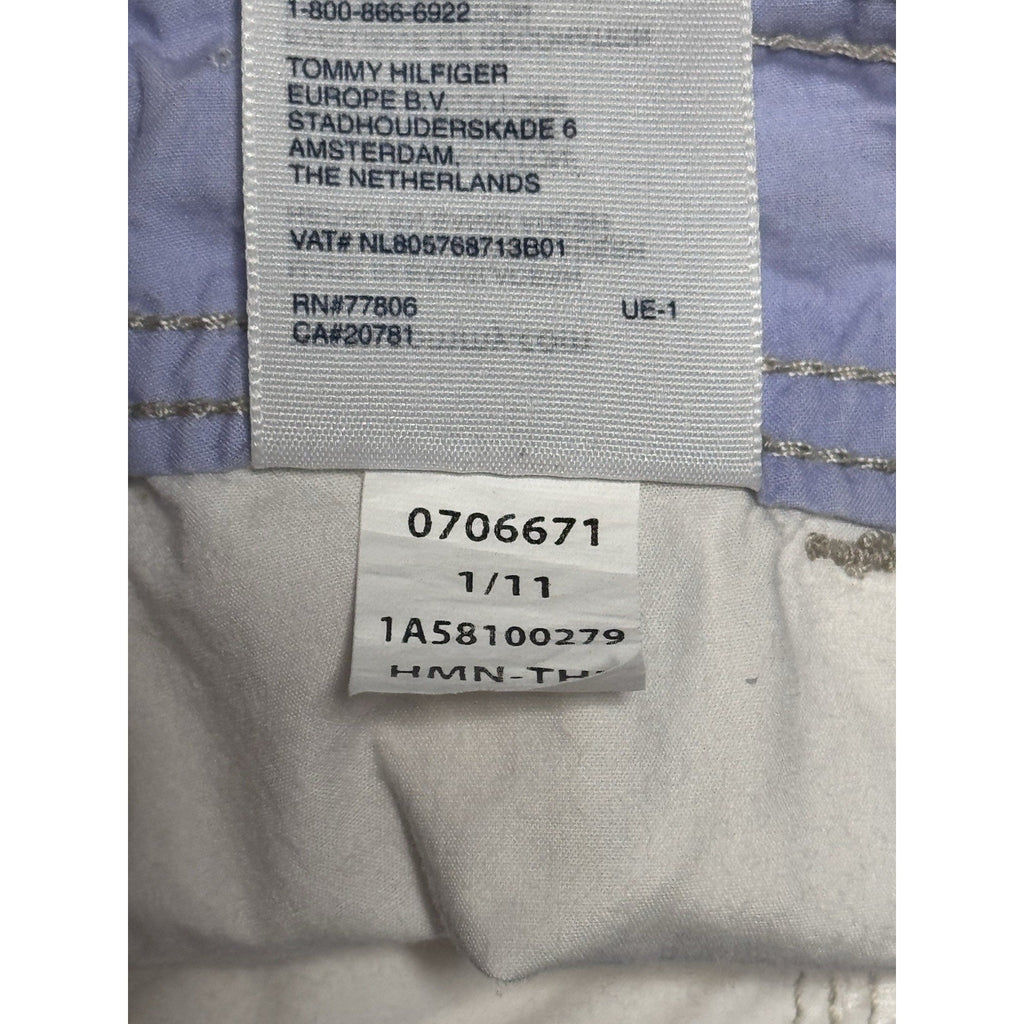 1-800-866-6922
TOMMY HILFIGER
EUROPE B.V.
STADHOUDERSKADE 6
AMSTERDAM.
THE NETHERLANDS
VAT# NL805768713B01
RN#77806 UE-1
CA#20781
0706671
1/11
1A58100279